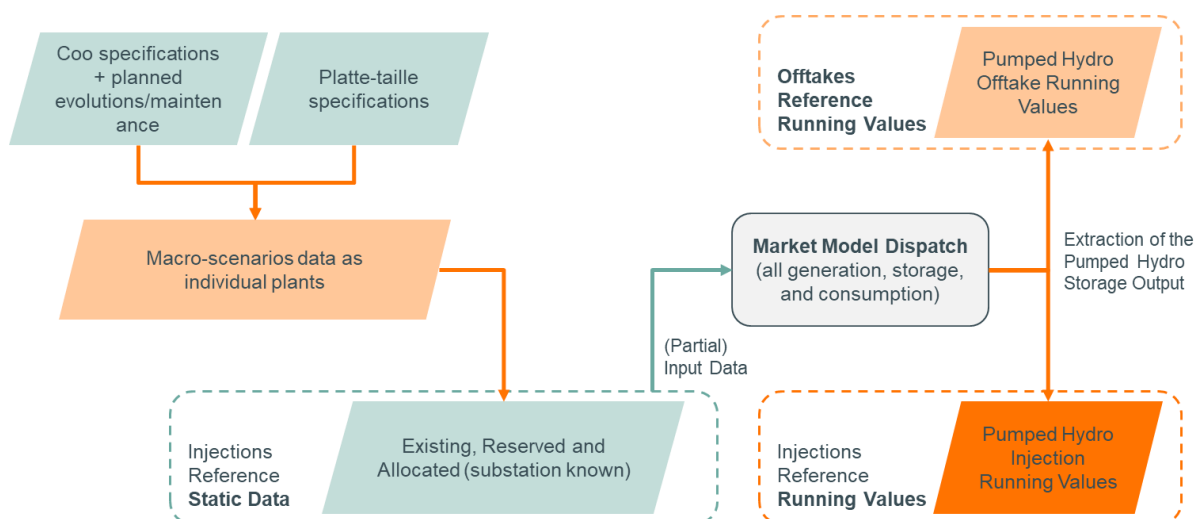 Coo specifications
+ planned
evolutions/mainten
ance
Platte-taille
specifications
Macro-scenarios data as
individual plants
Injections
Reference
Static Data
Existing, Reserved and
Allocated (substation known)
(Partial)
Input Data
Market Model Dispatch
(all generation, storage,
and consumption)
Offtakes
Reference
Running Values
Pumped Hydro
Offtake Running
Values
Extraction of the
Pumped Hydro
Storage Output
Injections
Reference
Running Values
Pumped Hydro
Injection
Running Values